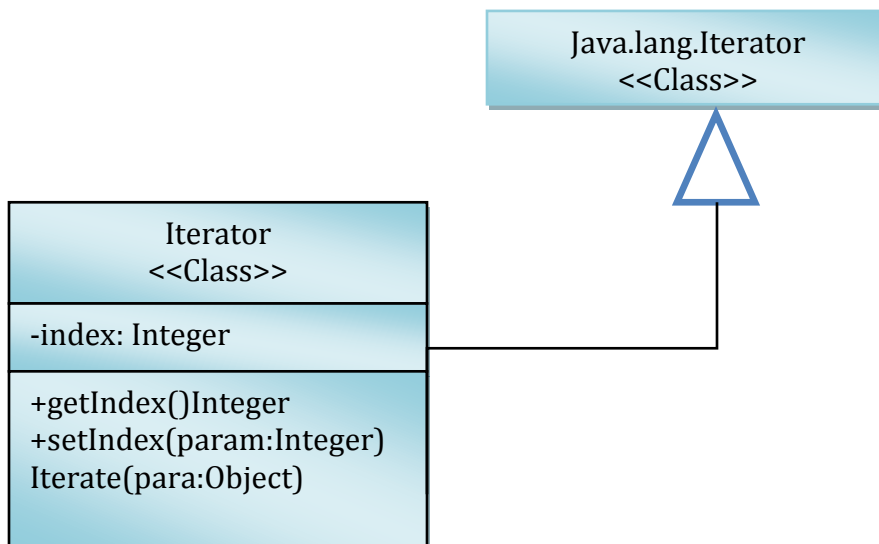 Java.lang.Iterator
<<Class>>
Iterator
<<Class>>
-index: Integer
+getIndex()Integer
+setIndex(param:Integer)
Iterate(para:Object)